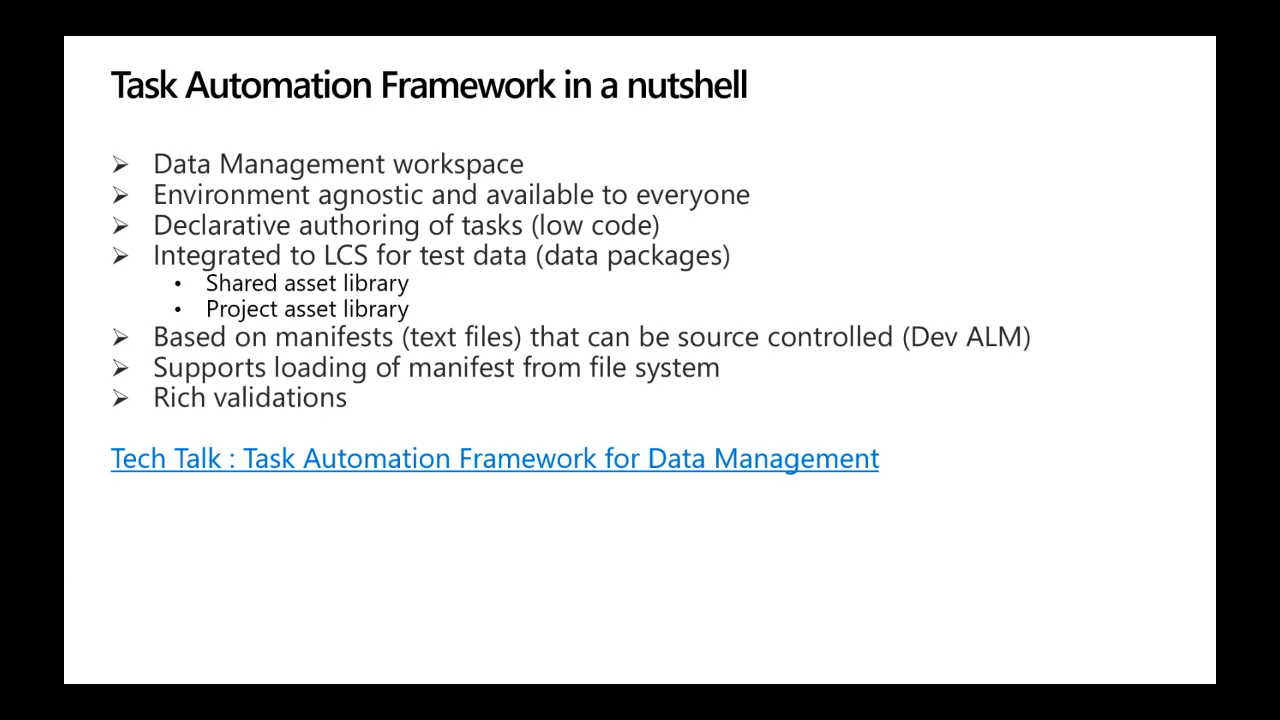 Task Automation Framework in a nutshell
➢ Data Management workspace
➢ Environment agnostic and available to everyone
➢ Declarative authoring of tasks (low code)
➢ Integrated to LCS for test data (data packages)
• Shared asset library
• Project asset library
➢ Based on manifests (text files) that can be source controlled (Dev ALM)
➢ Supports loading of manifest from file system
➢ Rich validations
Tech Talk : Task Automation Framework for Data Management